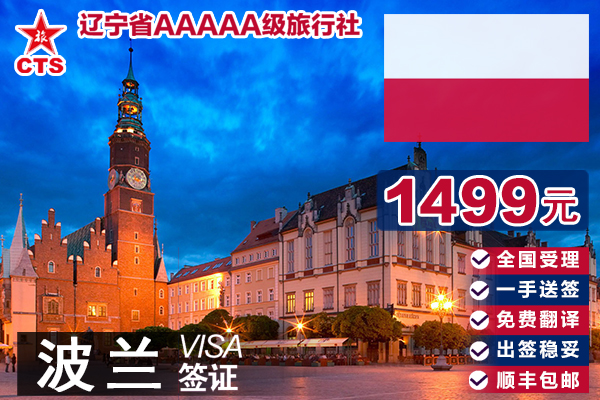 旅
CTS
辽宁省AAAAA级旅行社
1499元
全国受理
一手送签
免费翻译
出签稳妥
顺丰包邮
波兰
VISA
签证